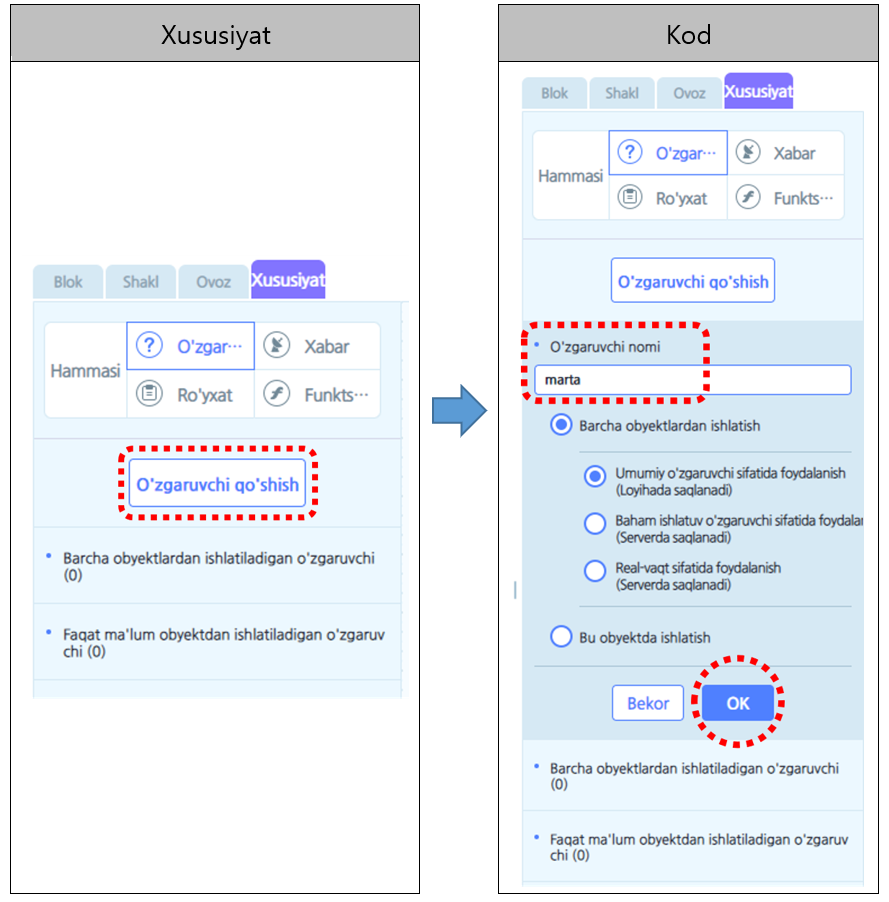 Xususiyat
Blok
Shakl
Ovoz
Xususiyat
Hammasi
O'zgar···
Xabar
Ro'yxat
Funkts···
O'zgaruvchi qo'shish
Barcha obyektlardan ishlatiladigan o'zgaruvchi
(0)
Faqat ma'lum obyektdan ishlatiladigan o'zgaruv
chi (0)
Kod
Blok
Shakl
Ovoz
Xususiyat
Hammasi
O'zgar···
Xabar
Ro'yxat
Funkts···
O'zgaruvchi qo'shish
O'zgaruvchi nomi
marta
Barcha obyektlardan ishlatish
Umumiy o'zgaruvchi sifatida foydalanish
(Loyihada saqlanadi)
Baham ishlatuv o'zgaruvchi sifatida foydalar
(Serverda saqlanadi)
Real-vaqt sifatida foydalanish
(Serverda saqlanadi)
Bu obyektda ishlatish
Bekor
OK
Barcha obyektlardan ishlatiladigan o'zgaruvchi
(0)
Faqat ma'lum obyektdan ishlatiladigan o'zgaruv
chi (0)